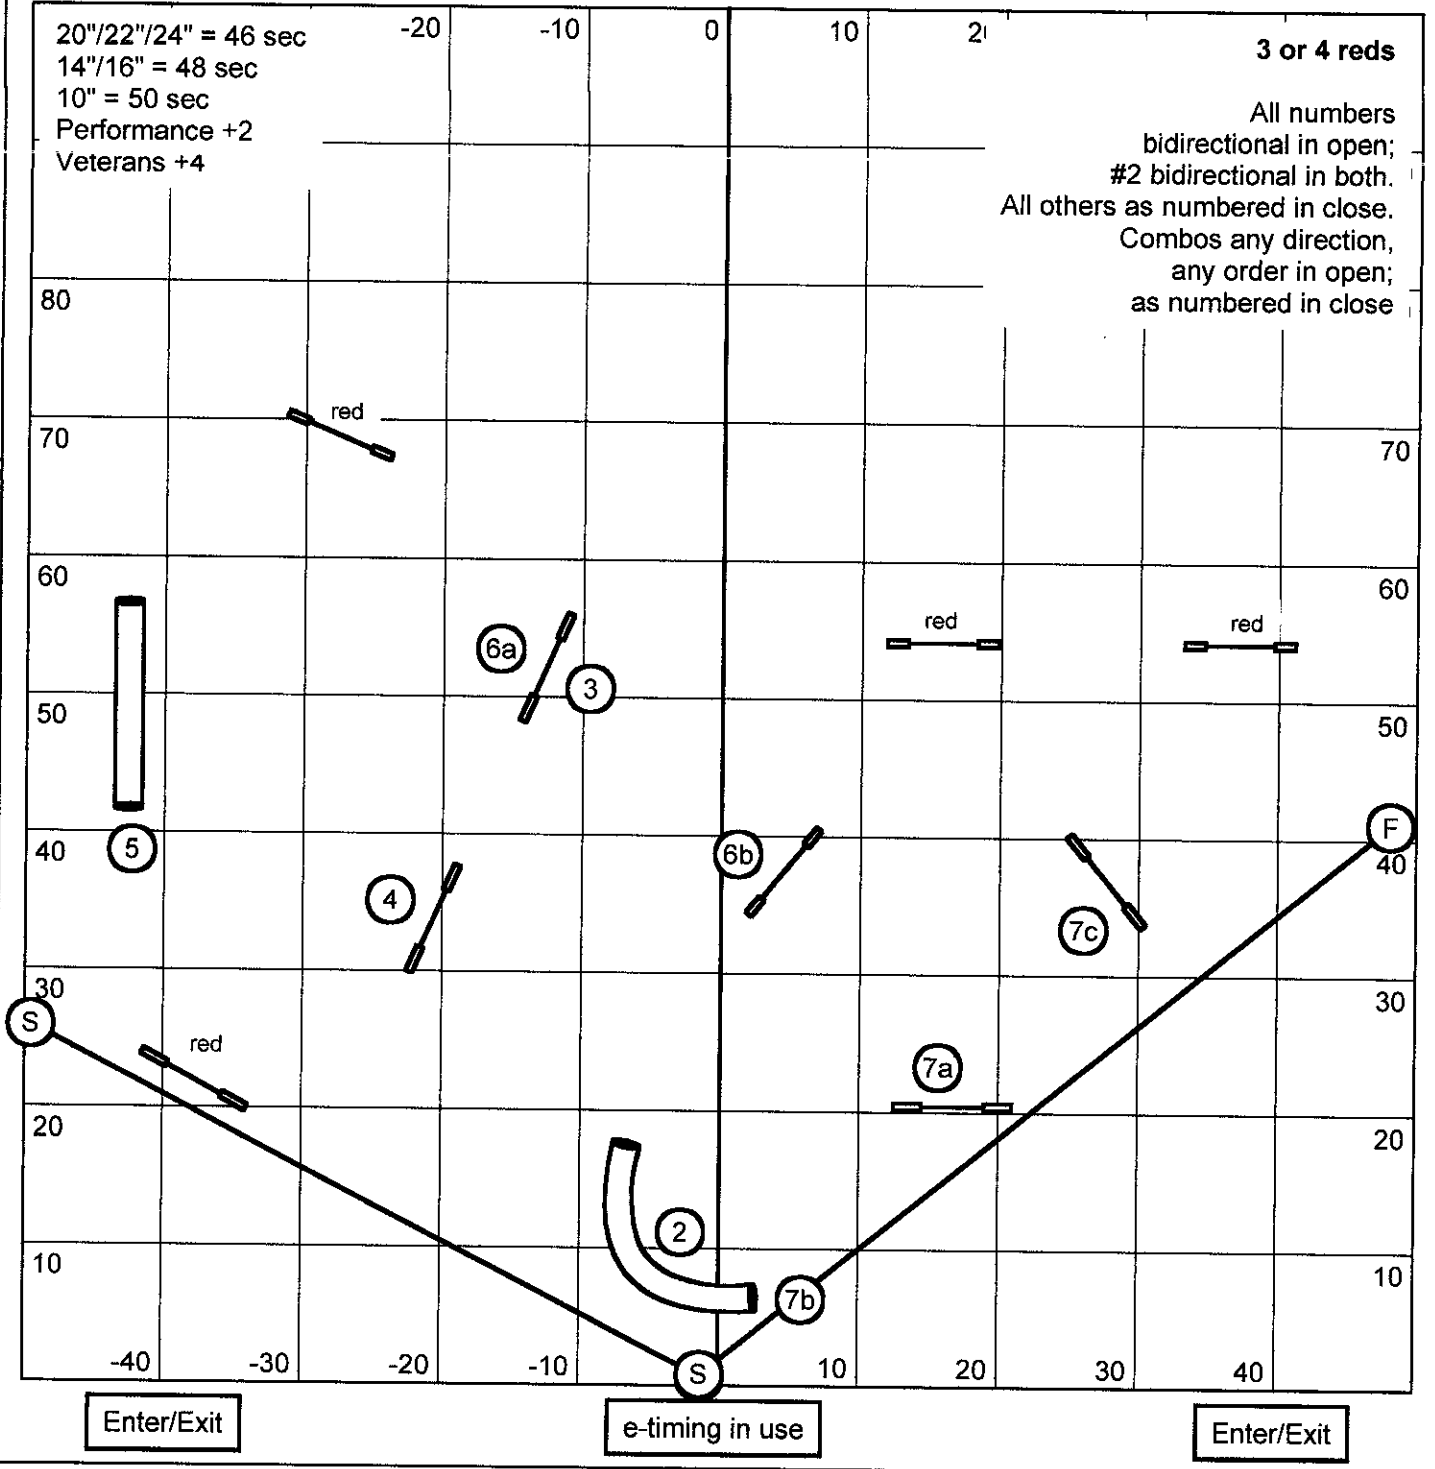 20"/22"/24" = 46 sec
14"/16" = 48 sec
10" = 50 sec
Performance +2
Veterans +4
-20
-10
0
10
3 or 4 reds
All numbers
bidirectional in open;
#2 bidirectional in both.
All others as numbered in close.
Combos any direction,
any order in open;
as numbered in close
80
red
70
70
60
60
6a
red
red
3
50
50
F
5
40
6b
40
4
7c
30
30
S
red
7a
20
20
2
10
10
7b
-40
-30
-20
-10
S
10
20
30
40
Enter/Exit
e-timing in use
Enter/Exit